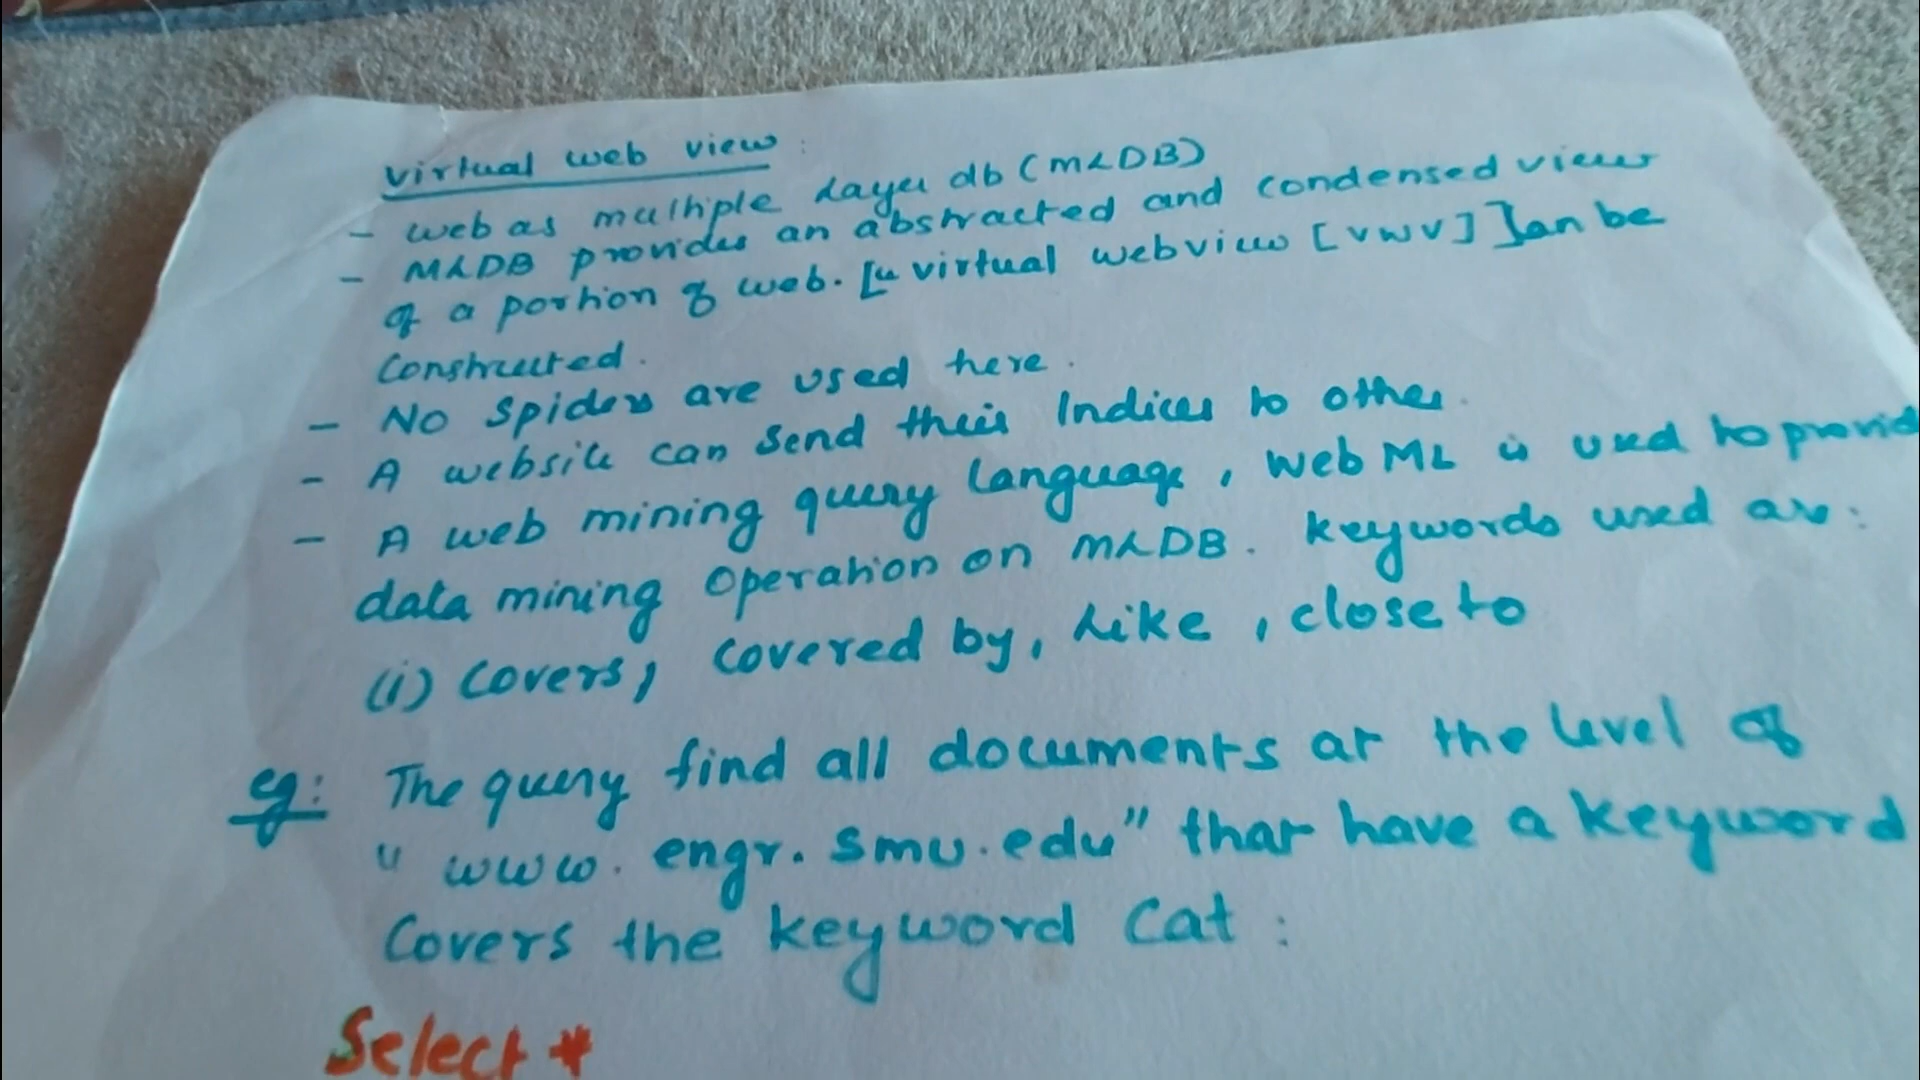 virtual web view :
- web as multiple Layer db (MLDB)
- MLDB provides an abstracted and condensed view
of a portion of web. [ virtual web view [VWV]] an be
Constructed.
- No Spiders are used here.
- A website can Send their Indices to other.
- A web mining query language, Web ML is used to provid
data mining Operation on MLDB. keywords used are:
(i) Covers, Covered by, Like, close to
eg: The query find all documents at the level of
" www. engr. smu. edu" that have a keyword
Covers the keyword Cat:
Select *